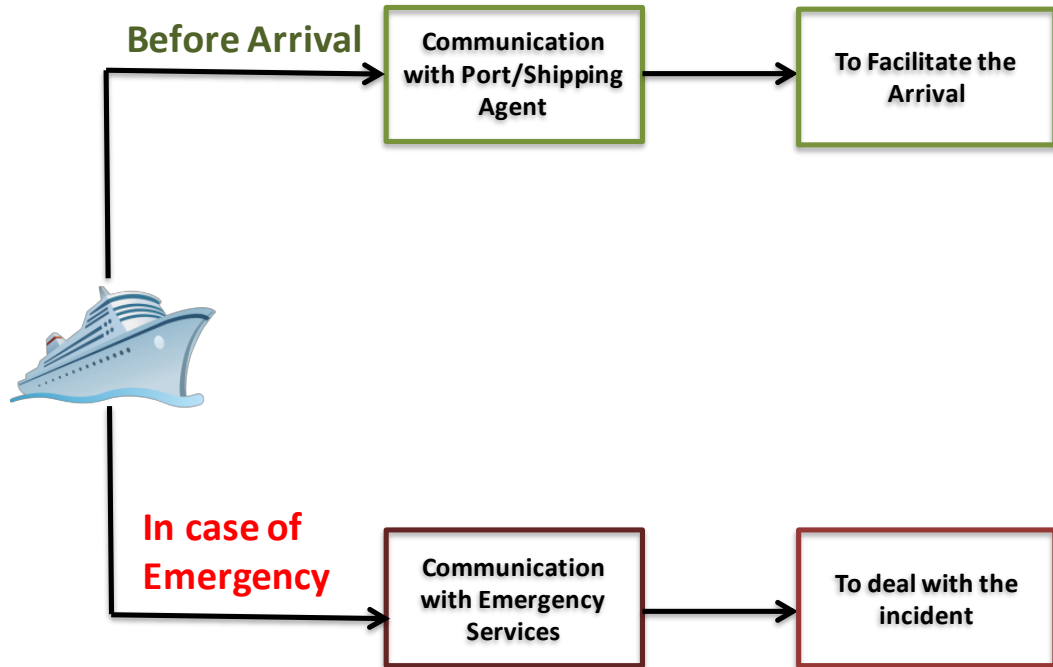 Before Arrival
Communication
with Port/Shipping
Agent
To Facilitate the
Arrival
In case of
Emergency
Communication
with Emergency
Services
To deal with the
incident